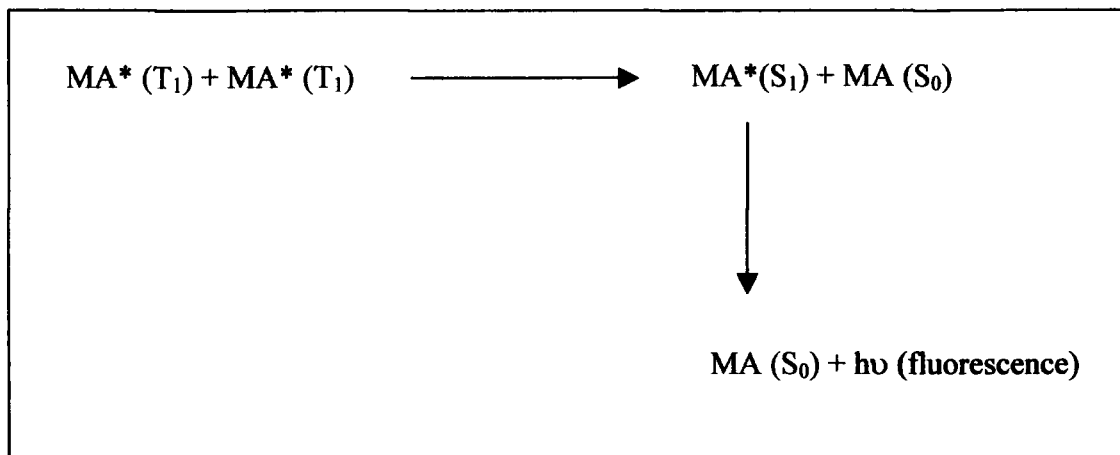 MA* (T₁) + MA* (T₁) MA*(S₁) + MA (S₀)
MA (S₀) + hυ (fluorescence)